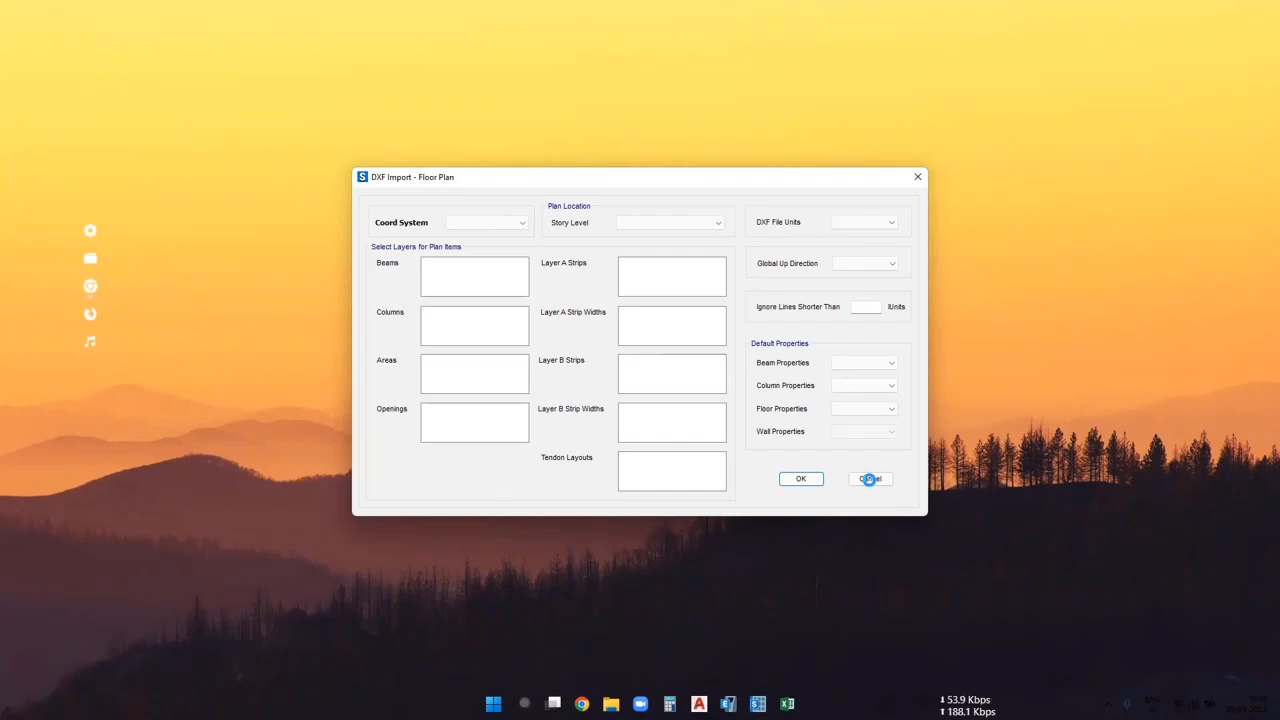 DXF Import - Floor Plan
Plan Location
Coord System
Story Level
DXF File Units
Select Layers for Plan Items
Beams
Layer A Strips
Global Up Direction
Columns
Layer A Strip Widths
Ignore Lines Shorter Than
IUnits
Default Properties
Areas
Layer B Strips
Beam Properties
Column Properties
Openings
Layer B Strip Widths
Floor Properties
Wall Properties
Tendon Layouts
OK
Cancel
53.9 Kbps
188.1 Kbps